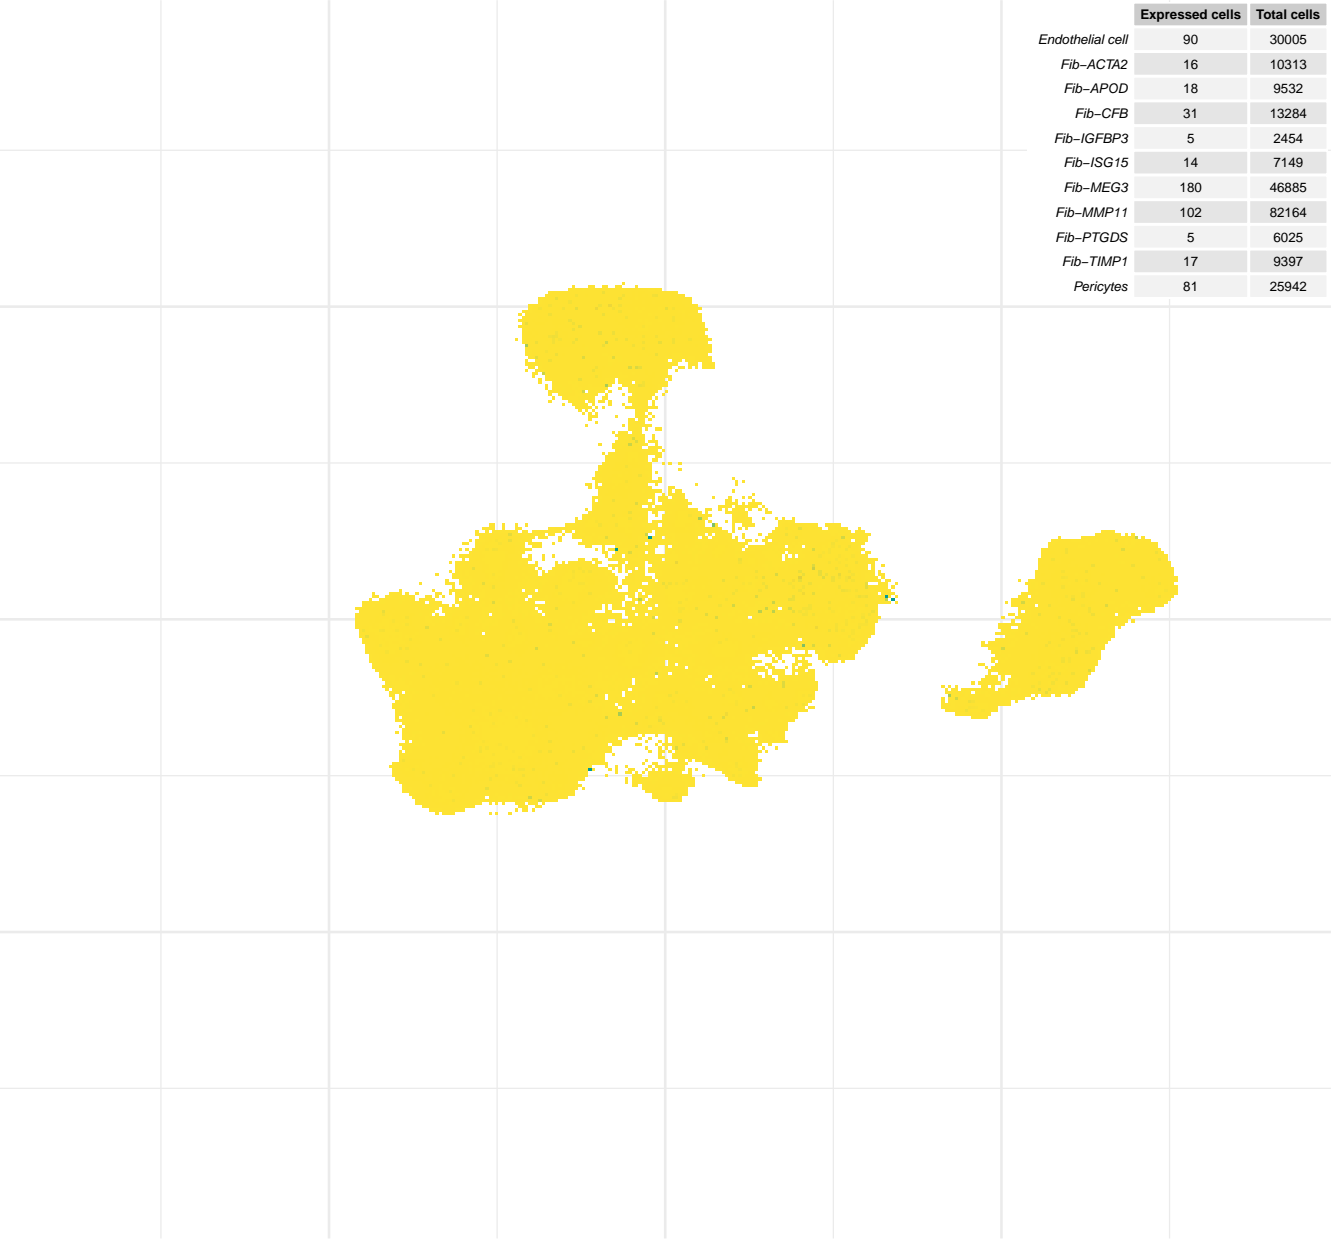 Expressed cells Total cells
Endothelial cell 90 30005
Fib−ACTA2 16 10313
Fib−APOD 18 9532
Fib−CFB 31 13284
Fib−IGFBP3 5 2454
Fib−ISG15 14 7149
Fib−MEG3 180 46885
Fib−MMP11 102 82164
Fib−PTGDS 5 6025
Fib−TIMP1 17 9397
Pericytes 81 25942